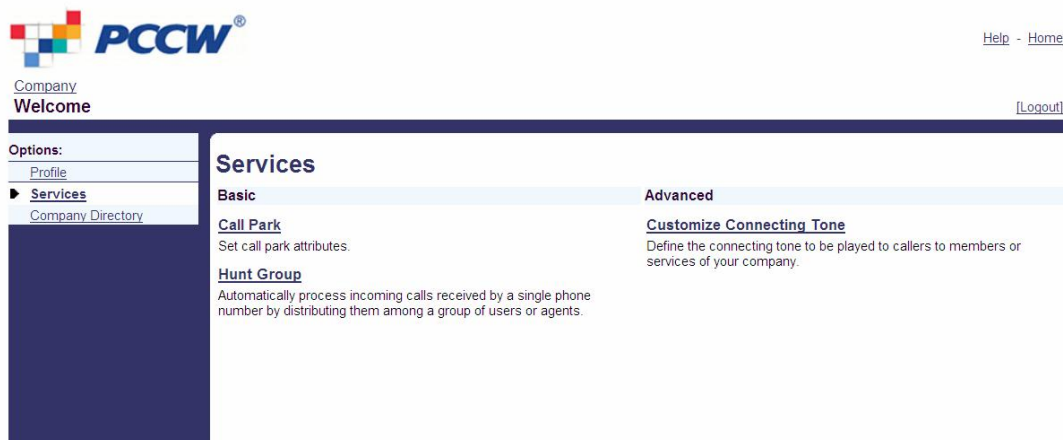 PCCW®
Help - Home
Company
Welcome
[Logout]
Options:
Profile
Services
Company Directory
Services
Basic
Call Park
Set call park attributes.
Hunt Group
Automatically process incoming calls received by a single phone
number by distributing them among a group of users or agents.
Advanced
Customize Connecting Tone
Define the connecting tone to be played to callers to members or
services of your company.